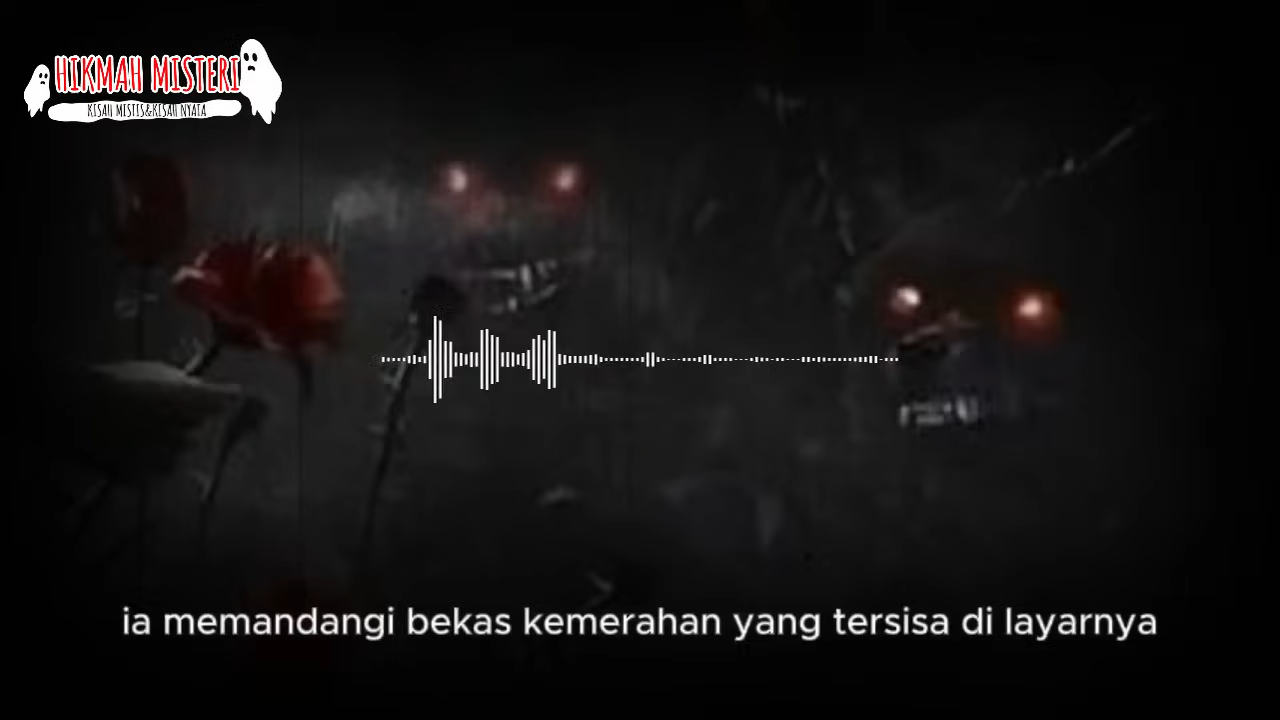 HIKMAH MISTERI
KISAH MISTIS&KISAH NYATA
ia memandangi bekas kemerahan yang tersisa di layarnya